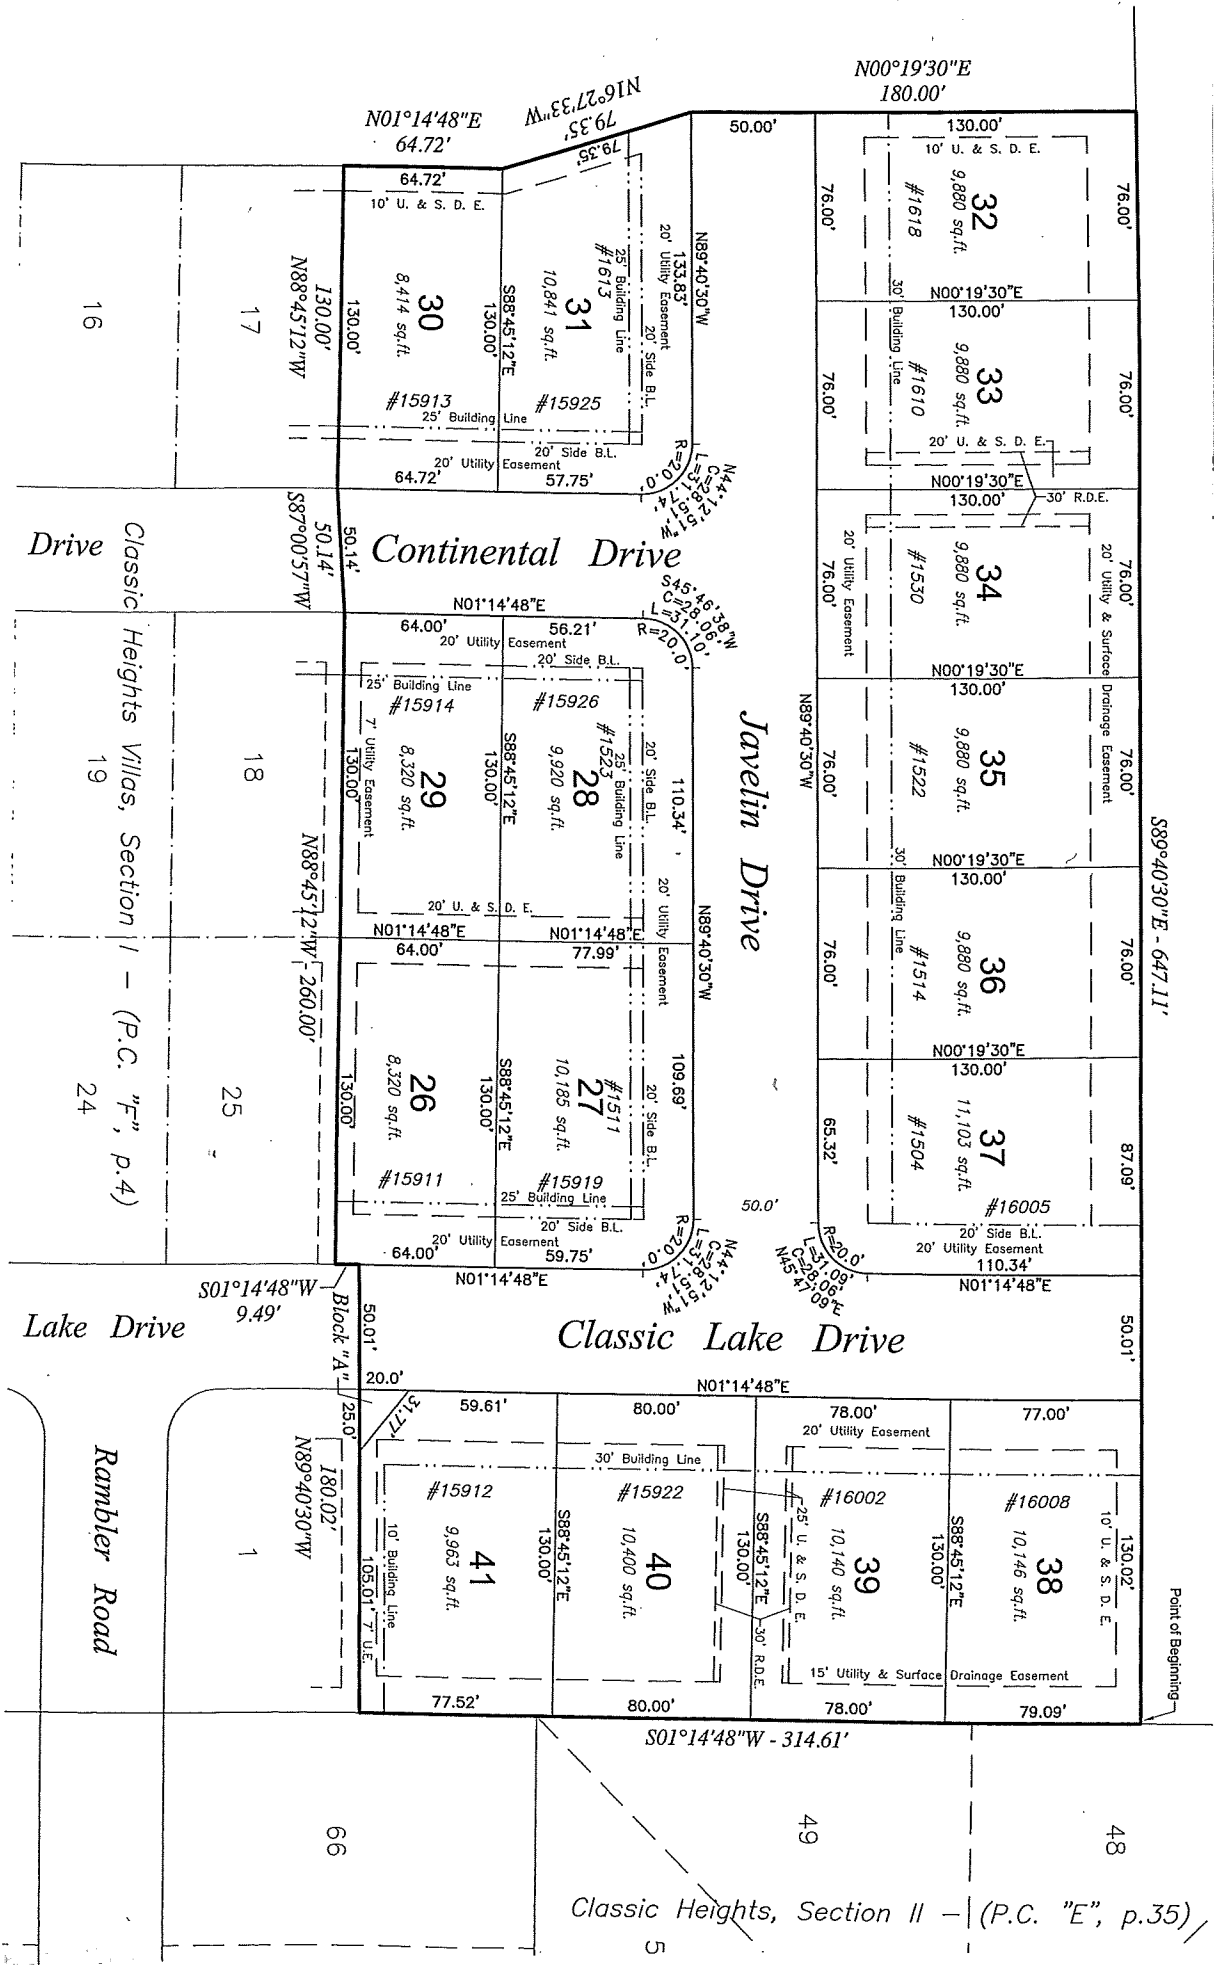 N00°19'30"E
180.00'
N16°27'33"W
79.35'
79.35'
N01°14'48"E
64.72'
64.72'
10' U. & S. D. E.
50.00'
130.00'
10' U. & S. D. E.
76.00'
76.00'
32
9,880 sq.ft.
#1618
N00°19'30"E
130.00'
30' Building Line
76.00'
76.00'
33
9,880 sq.ft.
#1610
20' U. & S. D. E.
N00°19'30"E
130.00'
30' R.D.E.
76.00'
76.00'
34
9,880 sq.ft.
#1530
20' Utility Easement
20' Utility & Surface Drainage Easement
N00°19'30"E
130.00'
76.00'
76.00'
35
9,880 sq.ft.
#1522
N89°40'30"W
S89°40'30"E - 647.11'
N00°19'30"E
130.00'
30' Building Line
76.00'
76.00'
36
9,880 sq.ft.
#1514
N00°19'30"E
130.00'
87.09'
65.32'
37
11,103 sq.ft.
#1504
#16005
20' Side B.L.
20' Utility Easement
110.34'
N01°14'48"E
R=20.0'
L=31.09'
C=28.06'
N45°47'09"E
N89°40'30"W
133.83'
20' Utility Easement
20' Side B.L.
25' Building Line
#1613
31
10,841 sq.ft.
#15925
S88°45'12"E
130.00'
30
8,414 sq.ft.
#15913
130.00'
130.00'
N88°45'12"W
25' Building Line
20' Side B.L.
20' Utility Easement
64.72'
57.75'
R=20.0'
L=31.74'
C=28.51'
N44°12'51"W
17
16
Drive
Continental Drive
50.14'
50.14'
S87°00'57"W
N01°14'48"E
64.00'
56.21'
20' Utility Easement
20' Side B.L.
25' Building Line
S45°46'38"W
C=28.06'
L=31.10'
R=20.0'
#15914
#15926
#1523
25' Building Line
20' Side B.L.
110.34'
28
9,920 sq.ft.
S88°45'12"E
130.00'
29
8,320 sq.ft.
7' Utility Easement
130.00'
20' U. & S. D. E.
N01°14'48"E
N01°14'48"E
64.00'
77.99'
20' Utility Easement
N89°40'30"W
Javelin Drive
18
19
Classic Heights Villas, Section II - (P.C. "F", p.4)
N88°45'12"W - 260.00'
109.69'
20' Side B.L.
#1511
27
10,185 sq.ft.
#15919
S88°45'12"E
130.00'
26
8,320 sq.ft.
#15911
130.00'
25' Building Line
20' Side B.L.
20' Utility Easement
64.00'
59.75'
N01°14'48"E
R=20.0'
L=31.74'
C=28.51'
N44°12'51"W
50.0'
25
24
S01°14'48"W
9.49'
Block "A"
Lake Drive
Classic Lake Drive
50.01'
50.01'
20.0'
25.0'
31.77'
N01°14'48"E
59.61'
80.00'
78.00'
77.00'
20' Utility Easement
30' Building Line
#15912
#15922
#16002
#16008
41
9,963 sq.ft.
S88°45'12"E
130.00'
40
10,400 sq.ft.
S88°45'12"E
130.00'
25' U. & S. D. E.
30' R.D.E.
39
10,140 sq.ft.
S88°45'12"E
130.00'
38
10,146 sq.ft.
10' U. & S. D. E.
130.02'
Point of Beginning
10' Building Line
105.01'
7' U.E.
180.02'
N89°40'30"W
1
Rambler Road
15' Utility & Surface Drainage Easement
77.52'
80.00'
78.00'
79.09'
S01°14'48"W - 314.61'
66
49
48
5
Classic Heights, Section II - (P.C. "E", p.35)